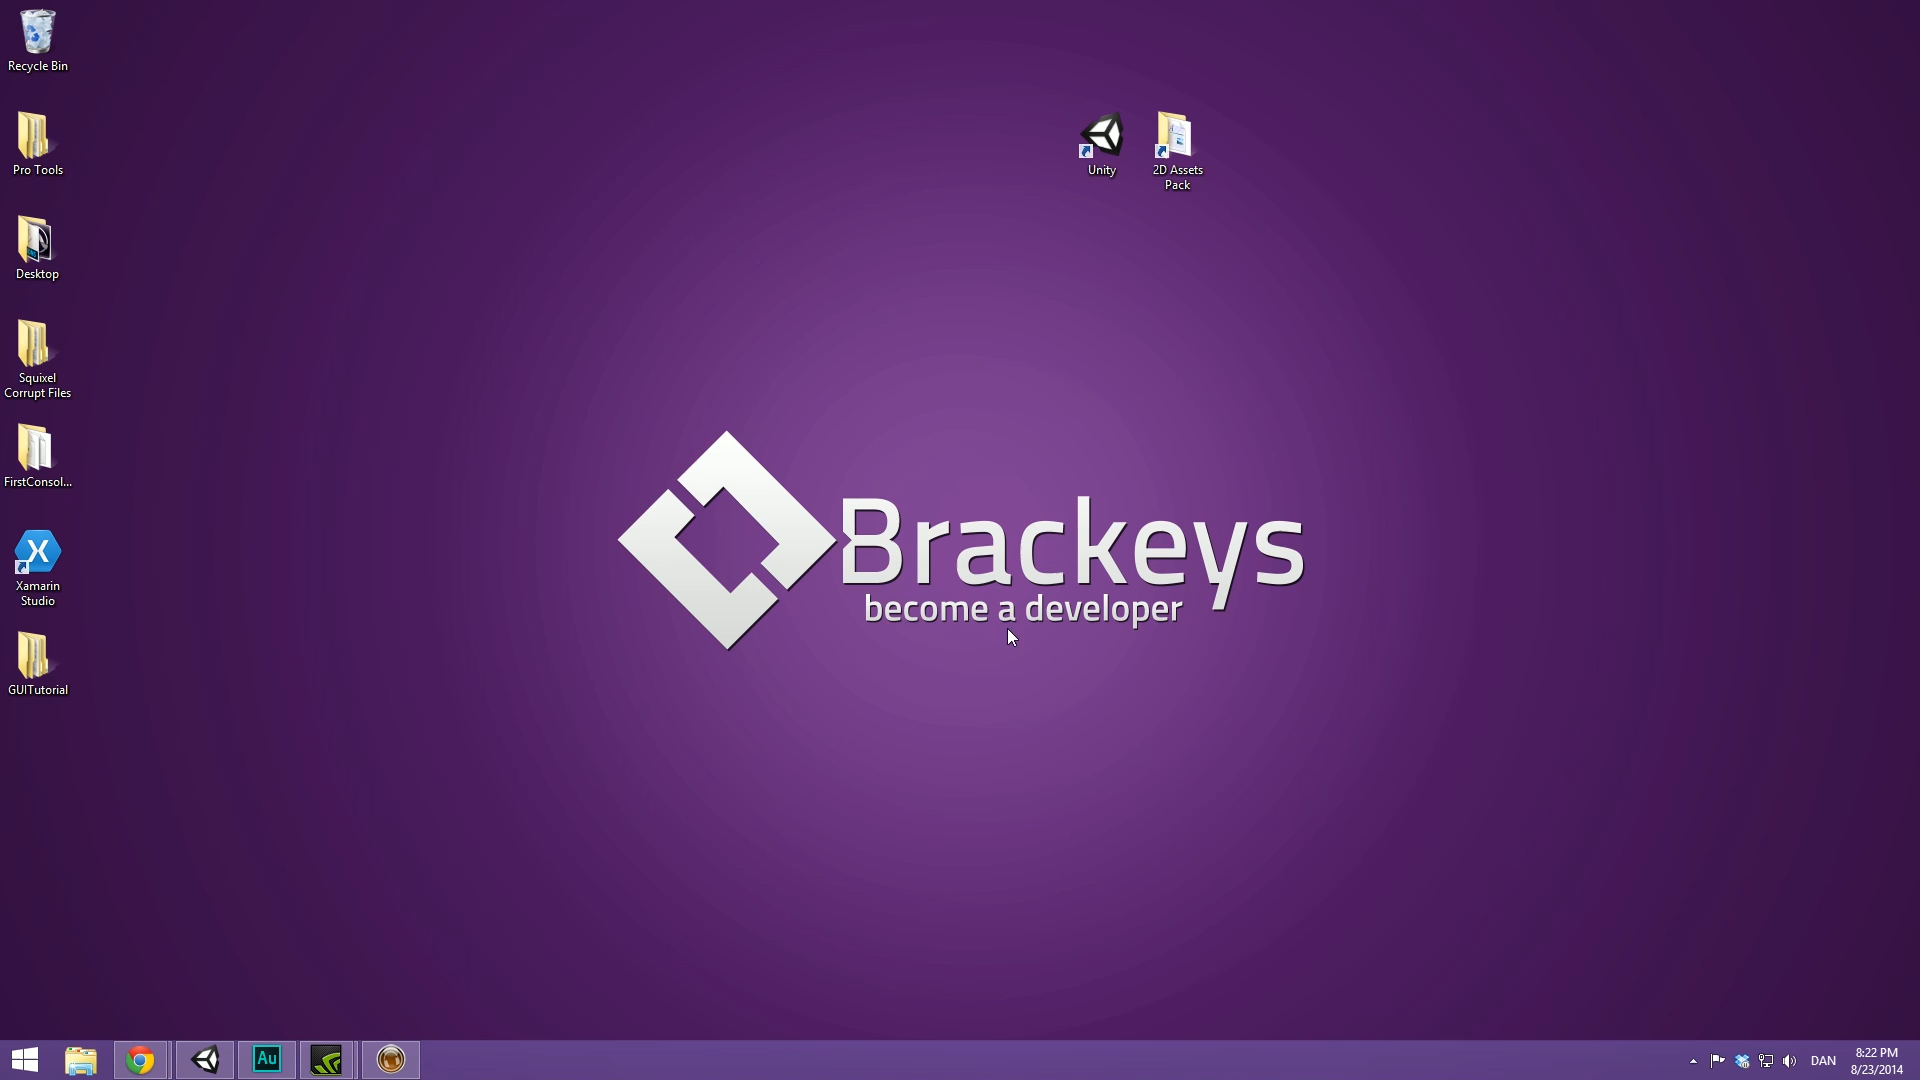 Recycle Bin
Pro Tools
Desktop
Squixel
Corrupt Files
FirstConsol...
Xamarin
Studio
GUITutorial
Unity
2D Assets
Pack
Brackeys
become a developer
Au
DAN
8:22 PM
8/23/2014